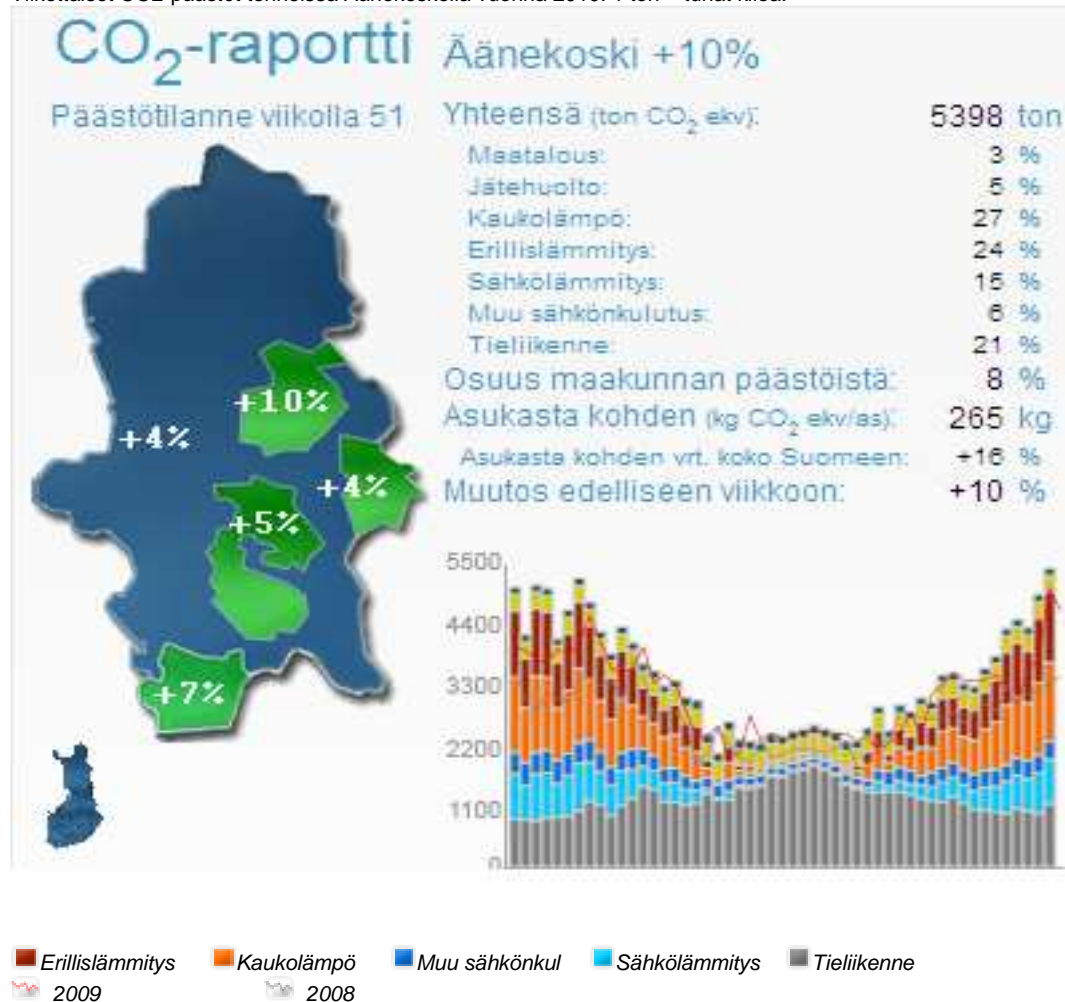 CO2-raportti
Päästötilanne viikolla 51
+10%
+4%
+4%
+5%
+7%
Äänekoski +10%
Yhteensä (ton CO2 ekv): 5398 ton
Maatalous: 3 %
Jätehuolto: 5 %
Kaukolämpö: 27 %
Erillislämmitys: 24 %
Sähkölämmitys: 15 %
Muu sähkönkulutus: 6 %
Tieliikenne: 21 %
Osuus maakunnan päästöistä: 8 %
Asukasta kohden (kg CO2 ekv/as): 265 kg
Asukasta kohden vrt. koko Suomeen: +16 %
Muutos edelliseen viikkoon: +10 %
5500
4400
3300
2200
1100
0
Erillislämmitys Kaukolämpö Muu sähkönkul Sähkölämmitys Tieliikenne
2009 2008